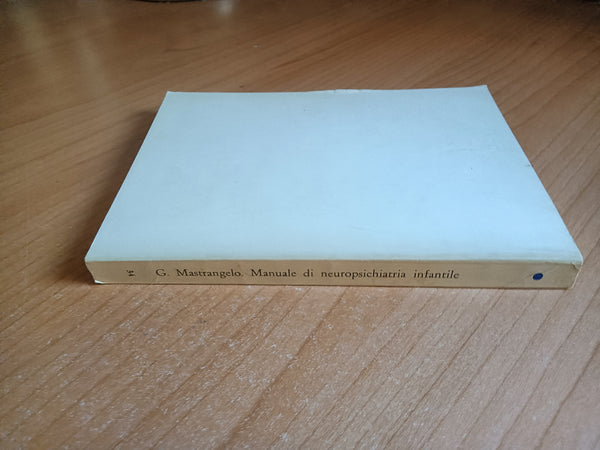 G. Mastrangelo. Manuale di neuropsichiatria infantile